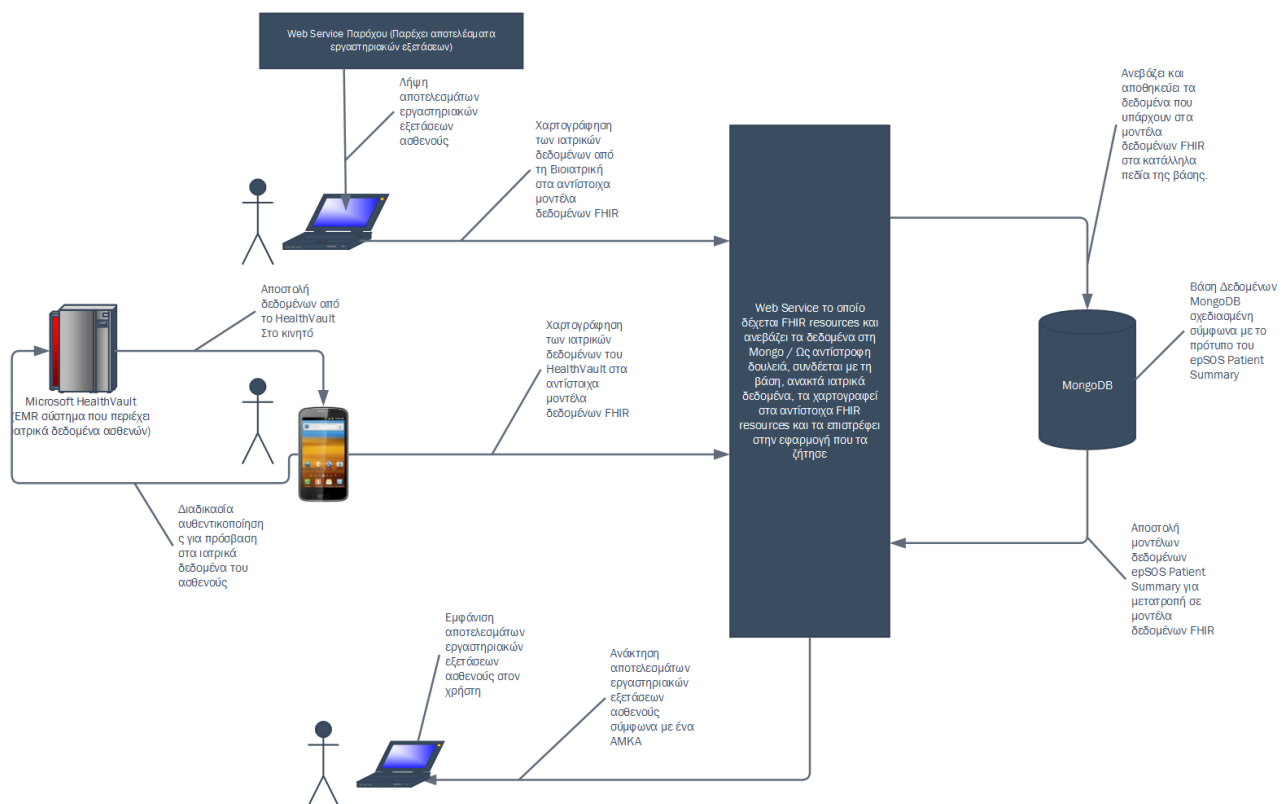 Web Service Παρόχου (Παρέχει αποτελέσματα
εργαστηριακών εξετάσεων)
Λήψη
αποτελεσμάτων
εργαστηριακών
εξετάσεων
ασθενούς
Χαρτογράφηση
των ιατρικών
δεδομένων από
τη Βιοιατρική
στα αντίστοιχα
μοντέλα
δεδομένων FHIR
Ανεβάζει και
αποθηκεύει τα
δεδομένα που
υπάρχουν στα
μοντέλα
δεδομένων FHIR
στα κατάλληλα
πεδία της βάσης.
Αποστολή
δεδομένων από
το HealthVault
Στο κινητό
Microsoft HealthVault
(EMR σύστημα που περιέχει
ιατρικά δεδομένα ασθενών)
Χαρτογράφηση
των ιατρικών
δεδομένων του
HealthVault στα
αντίστοιχα
μοντέλα
δεδομένων FHIR
Web Service το οποίο
δέχεται FHIR resources και
ανεβάζει τα δεδομένα στη
Mongo / Ως αντίστροφη
δουλειά, συνδέεται με τη
βάση, ανακτά ιατρικά
δεδομένα, τα χαρτογραφεί
στα αντίστοιχα FHIR
resources και τα επιστρέφει
στην εφαρμογή που τα
ζήτησε
MongoDB
Βάση Δεδομένων
MongoDB
σχεδιασμένη
σύμφωνα με το
πρότυπο του
epSOS Patient
Summary
Διαδικασία
αυθεντικοποίηση
ς για πρόσβαση
στα ιατρικά
δεδομένα του
ασθενούς
Αποστολή
μοντέλων
δεδομένων
epSOS Patient
Summary για
μετατροπή σε
μοντέλα
δεδομένων FHIR
Εμφάνιση
αποτελεσμάτων
εργαστηριακών
εξετάσεων
ασθενούς στον
χρήστη
Ανάκτηση
αποτελεσμάτων
εργαστηριακών
εξετάσεων
ασθενούς
σύμφωνα με ένα
ΑΜΚΑ